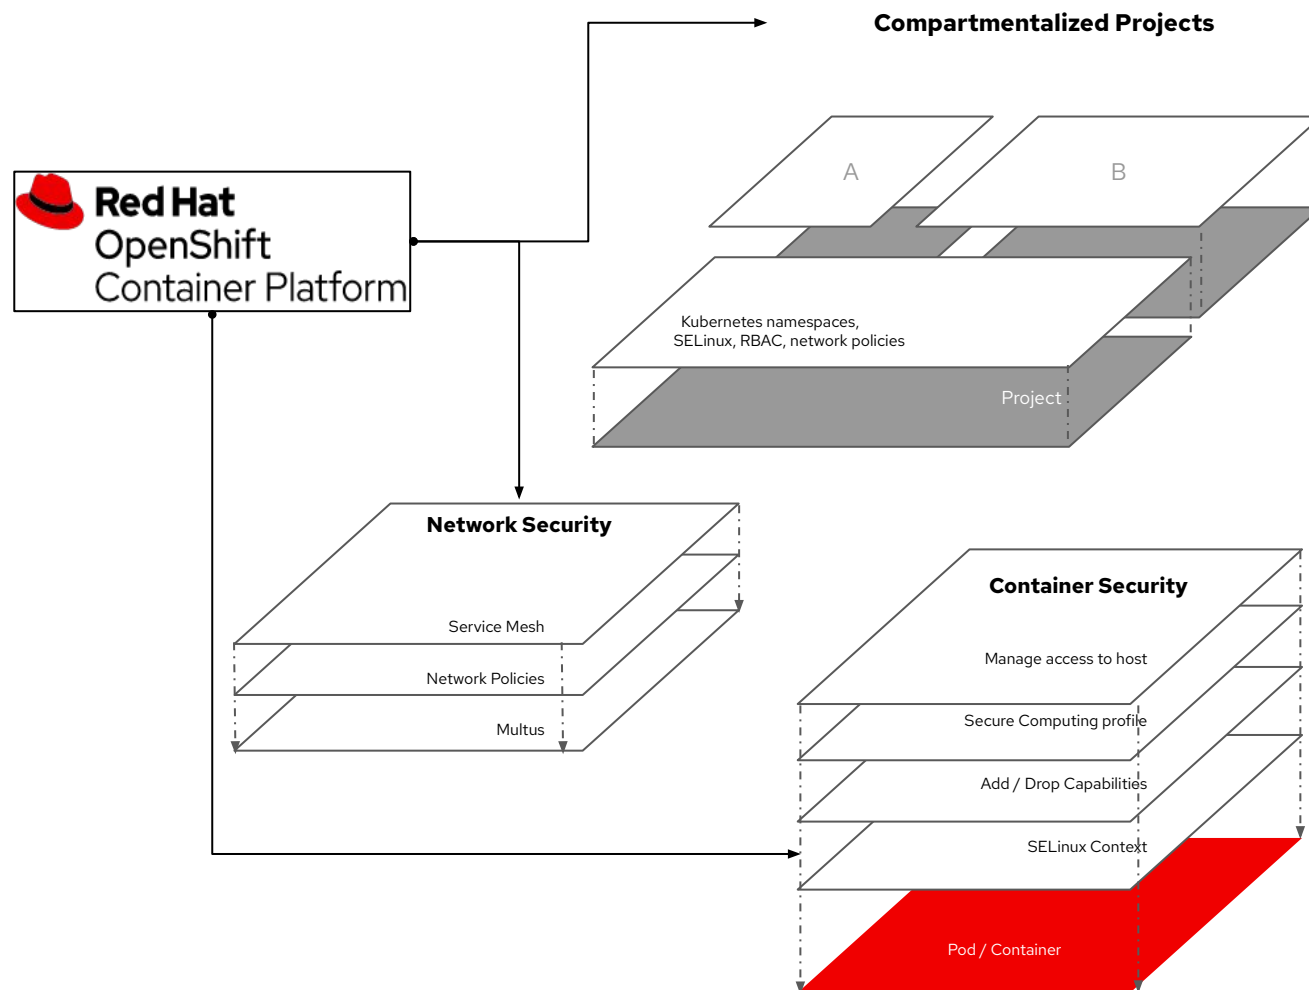 Compartmentalized Projects
A
B
Red Hat
OpenShift
Container Platform
Kubernetes namespaces,
SELinux, RBAC, network policies
Project
Network Security
Service Mesh
Network Policies
Multus
Container Security
Manage access to host
Secure Computing profile
Add / Drop Capabilities
SELinux Context
Pod / Container